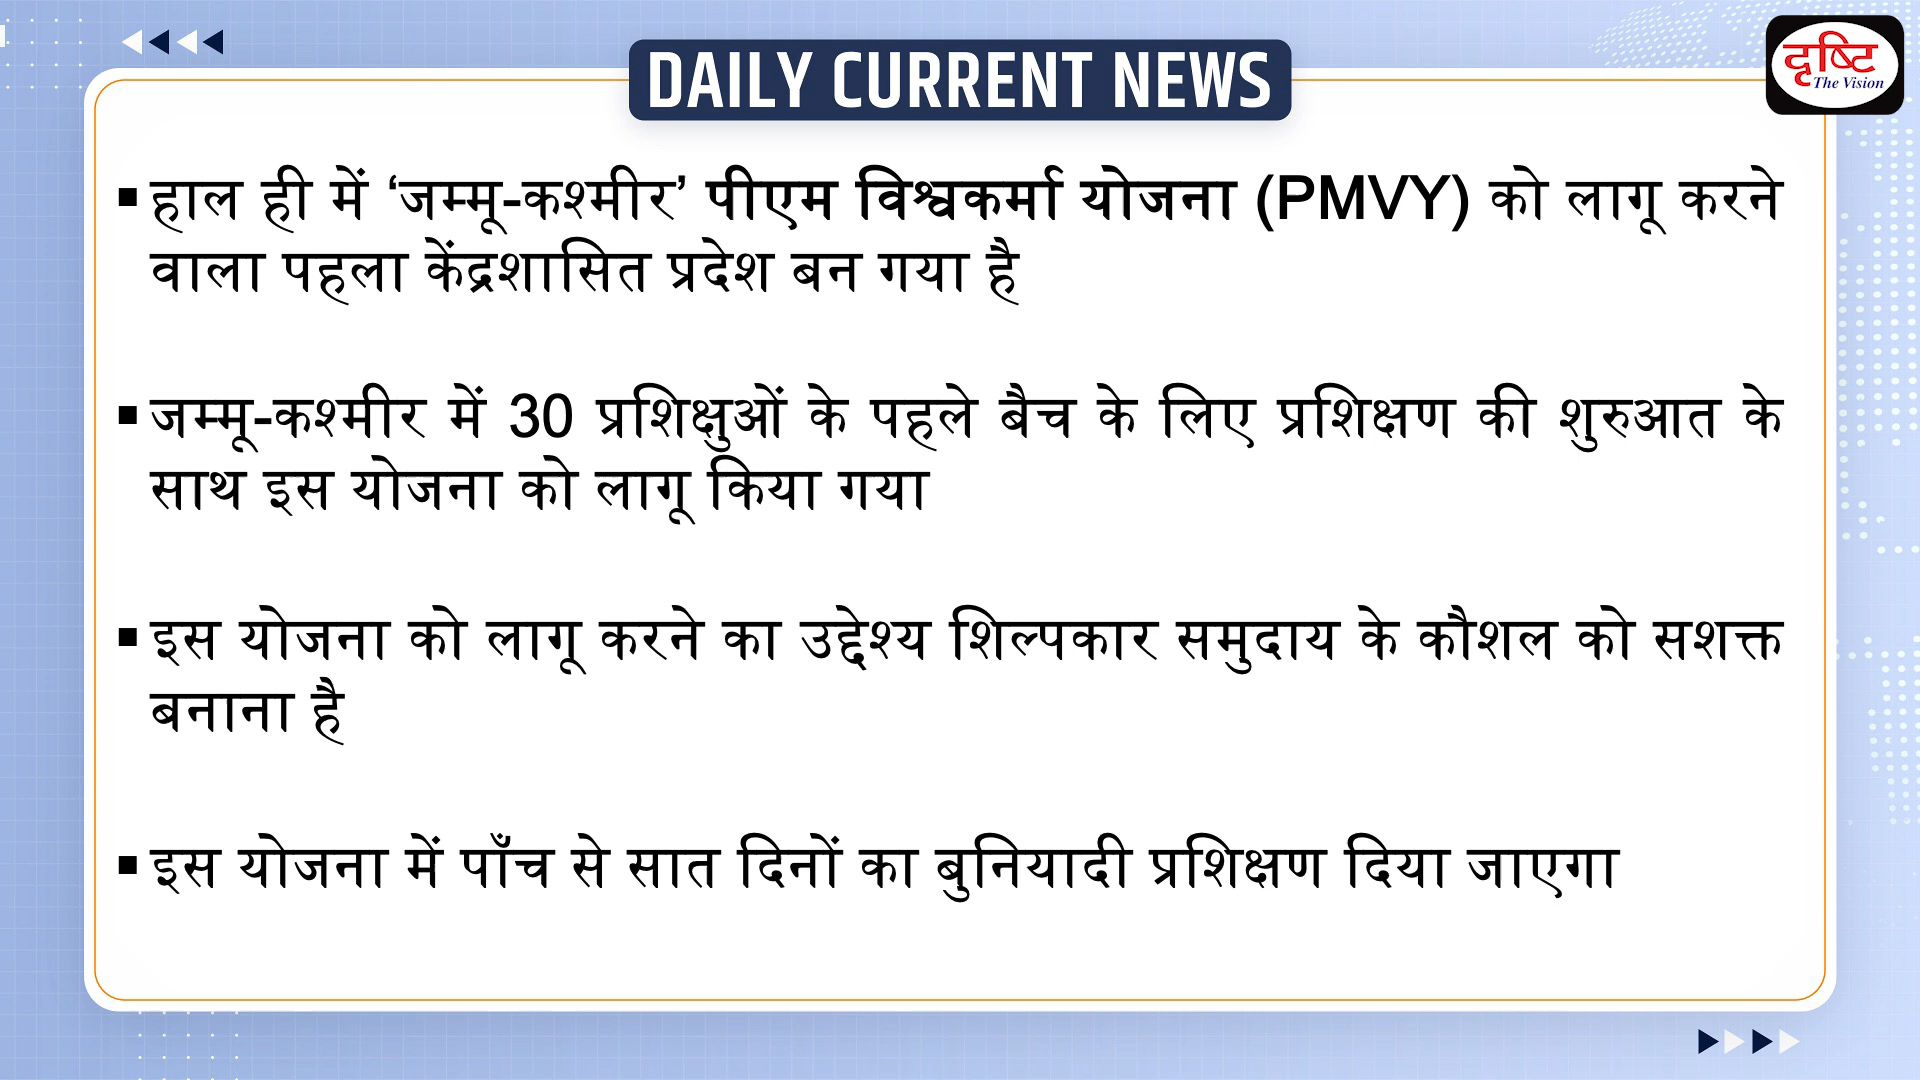 DAILY CURRENT NEWS
दृष्टि
The Vision
▪ हाल ही में ‘जम्मू-कश्मीर’ पीएम विश्वकर्मा योजना (PMVY) को लागू करने
वाला पहला केंद्रशासित प्रदेश बन गया है
▪ जम्मू-कश्मीर में 30 प्रशिक्षुओं के पहले बैच के लिए प्रशिक्षण की शुरुआत के
साथ इस योजना को लागू किया गया
▪ इस योजना को लागू करने का उद्देश्य शिल्पकार समुदाय के कौशल को सशक्त
बनाना है
▪ इस योजना में पाँच से सात दिनों का बुनियादी प्रशिक्षण दिया जाएगा